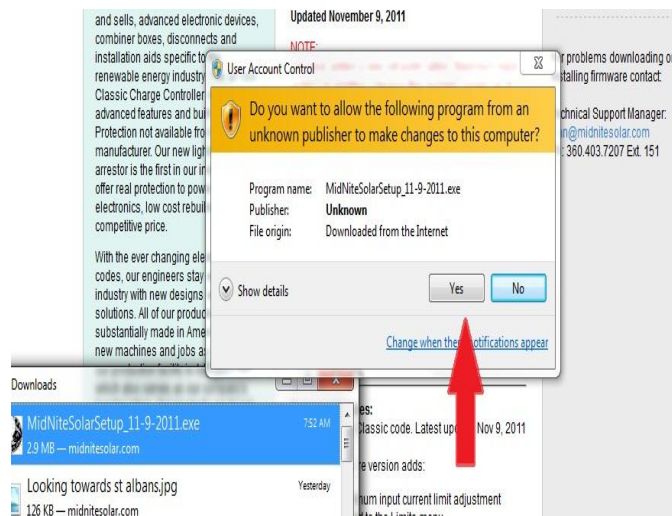 and sells, advanced electronic devices,
combiner boxes, disconnects and
installation aids specific to
renewable energy industry
Classic Charge Controller
advanced features and bui
Protection not available fro
manufacturer. Our new ligh
arrestor is the first in our in
offer real protection to pow
electronics, low cost rebuil
competitive price.
With the ever changing ele
codes, our engineers stay
industry with new designs
solutions. All of our produc
substantially made in Ame
new machines and jobs a
Updated November 9, 2011
NOTE:
User Account Control
Do you want to allow the following program from an
unknown publisher to make changes to this computer?
Program name: MidNiteSolarSetup_11-9-2011.exe
Publisher: Unknown
File origin: Downloaded from the Internet
Show details
Yes
No
Change when these notifications appear
r problems downloading o
stalling firmware contact:
chnical Support Manager:
n@midnitesolar.com
: 360.403.7207 Ext. 151
Downloads
MidNiteSolarSetup_11-9-2011.exe 7:52 AM
2.9 MB — midnitesolar.com
Looking towards st albans.jpg Yesterday
126 KB — midnitesolar.com
es:
Classic code. Latest up Nov 9, 2011
re version adds:
num input current limit adjustment
d to the Limits menu